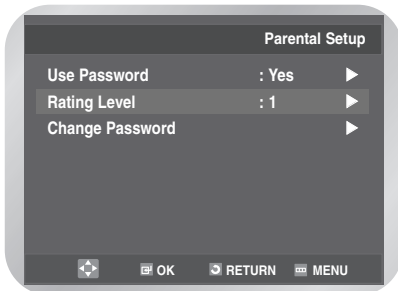 Parental Setup
Use Password : Yes ►
Rating Level : 1 ►
Change Password ►
OK RETURN MENU